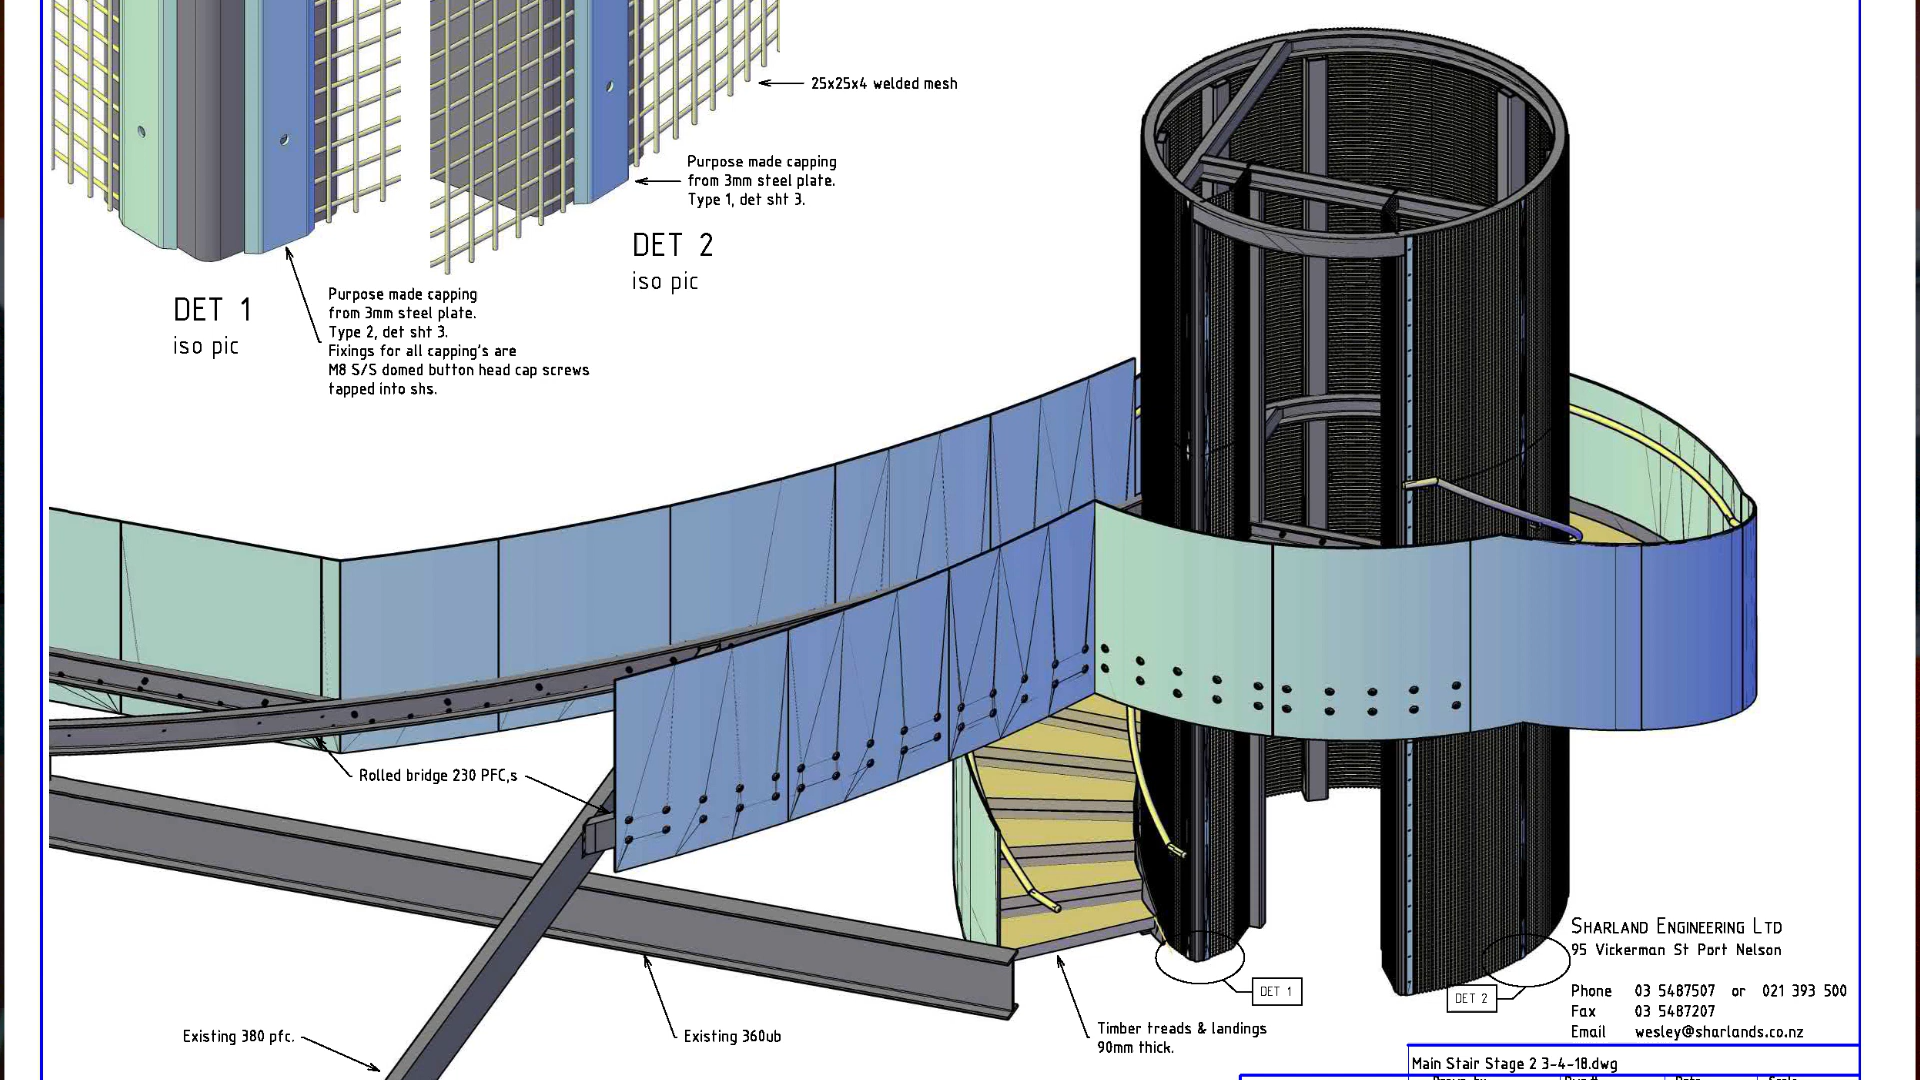 25x25x4 welded mesh
Purpose made capping
from 3mm steel plate.
Type 1, det sht 3.
DET 2
iso pic
DET 1
iso pic
Purpose made capping
from 3mm steel plate.
Type 2, det sht 3.
Fixings for all capping's are
M8 S/S domed button head cap screws
tapped into shs.
Rolled bridge 230 PFC,s
Existing 380 pfc.
Existing 360ub
Timber treads & landings
90mm thick.
DET 1
DET 2
SHARLAND ENGINEERING LTD
95 Vickerman St Port Nelson
Phone 03 5487507 or 021 393 500
Fax 03 5487207
Email wesley@sharlands.co.nz
Main Stair Stage 2 3-4-18.dwg